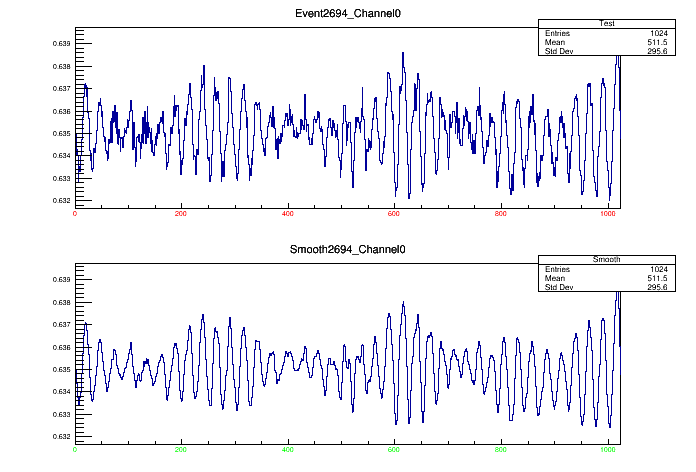 Event2694_Channel0
Test
Entries 1024
Mean 511.5
Std Dev 295.6
0.639
0.638
0.637
0.636
0.635
0.634
0.633
0.632
0 200 400 600 800 1000
Smooth2694_Channel0
Smooth
Entries 1024
Mean 511.5
Std Dev 295.6
0.639
0.638
0.637
0.636
0.635
0.634
0.633
0.632
0 200 400 600 800 1000